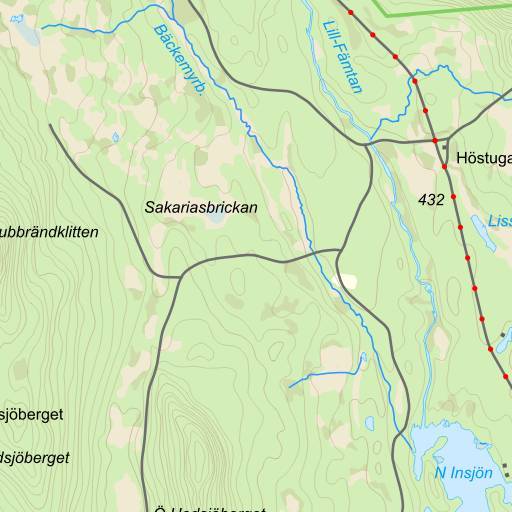 Bäckemyrb.
Lill-Fämtan
Höstuga
432
Sakariasbrickan
Liss
ubbrändklitten
sjöberget
dsjöberget
N Insjön